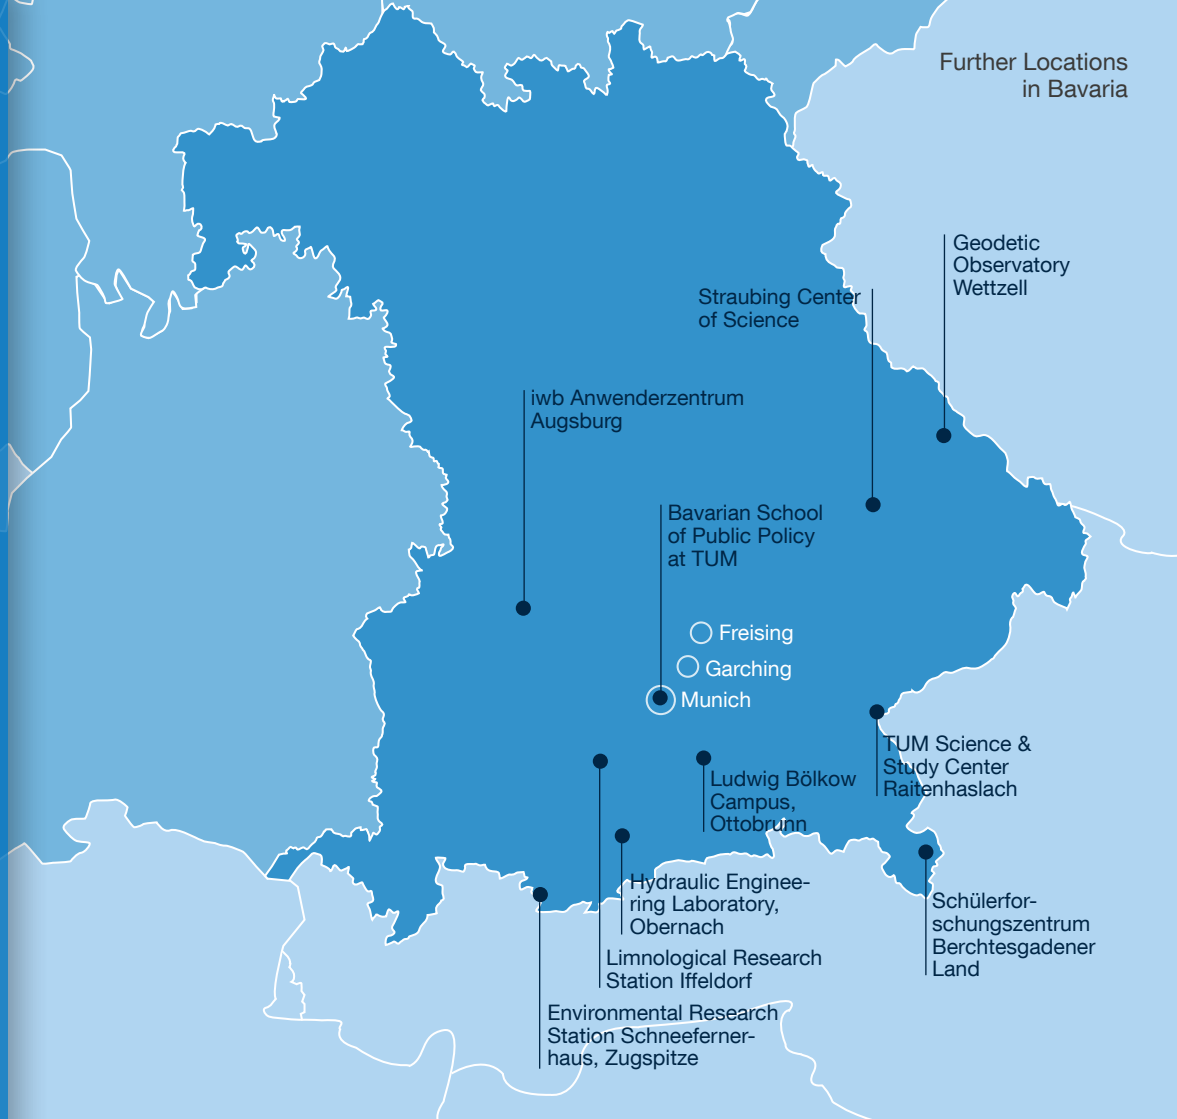 Further Locations
in Bavaria
Geodetic
Observatory
Wettzell
Straubing Center
of Science
iwb Anwenderzentrum
Augsburg
Bavarian School
of Public Policy
at TUM
Freising
Garching
Munich
TUM Science &
Study Center
Raitenhaslach
Ludwig Bölkow
Campus,
Ottobrunn
Hydraulic Enginee-
ring Laboratory,
Obernach
Schülerfor-
schungszentrum
Berchtesgadener
Land
Limnological Research
Station Iffeldorf
Environmental Research
Station Schneeferner-
haus, Zugspitze